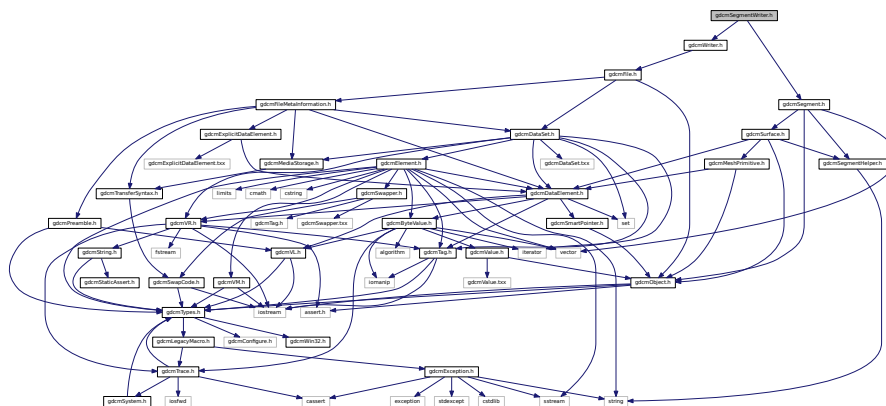 gdcmSegmentWriter.h
gdcmWriter.h
gdcmFile.h
gdcmFileMetaInformation.h
gdcmSegment.h
gdcmExplicitDataElement.h
gdcmDataSet.h
gdcmSurface.h
gdcmExplicitDataElement.txx
gdcmMediaStorage.h
gdcmElement.h
gdcmDataSet.txx
gdcmMeshPrimitive.h
gdcmSegmentHelper.h
gdcmTransferSyntax.h
limits
cmath
cstring
gdcmSwapper.h
gdcmDataElement.h
gdcmPreamble.h
gdcmVR.h
gdcmTag.h
gdcmSwapper.txx
gdcmByteValue.h
gdcmSmartPointer.h
set
gdcmString.h
fstream
gdcmVL.h
algorithm
gdcmTag.h
gdcmValue.h
iterator
vector
gdcmStaticAssert.h
gdcmSwapCode.h
gdcmVM.h
iomanip
gdcmValue.txx
gdcmObject.h
gdcmTypes.h
iostream
assert.h
gdcmLegacyMacro.h
gdcmConfigure.h
gdcmWin32.h
gdcmTrace.h
gdcmException.h
gdcmSystem.h
iosfwd
cassert
exception
stdexcept
cstdlib
sstream
string